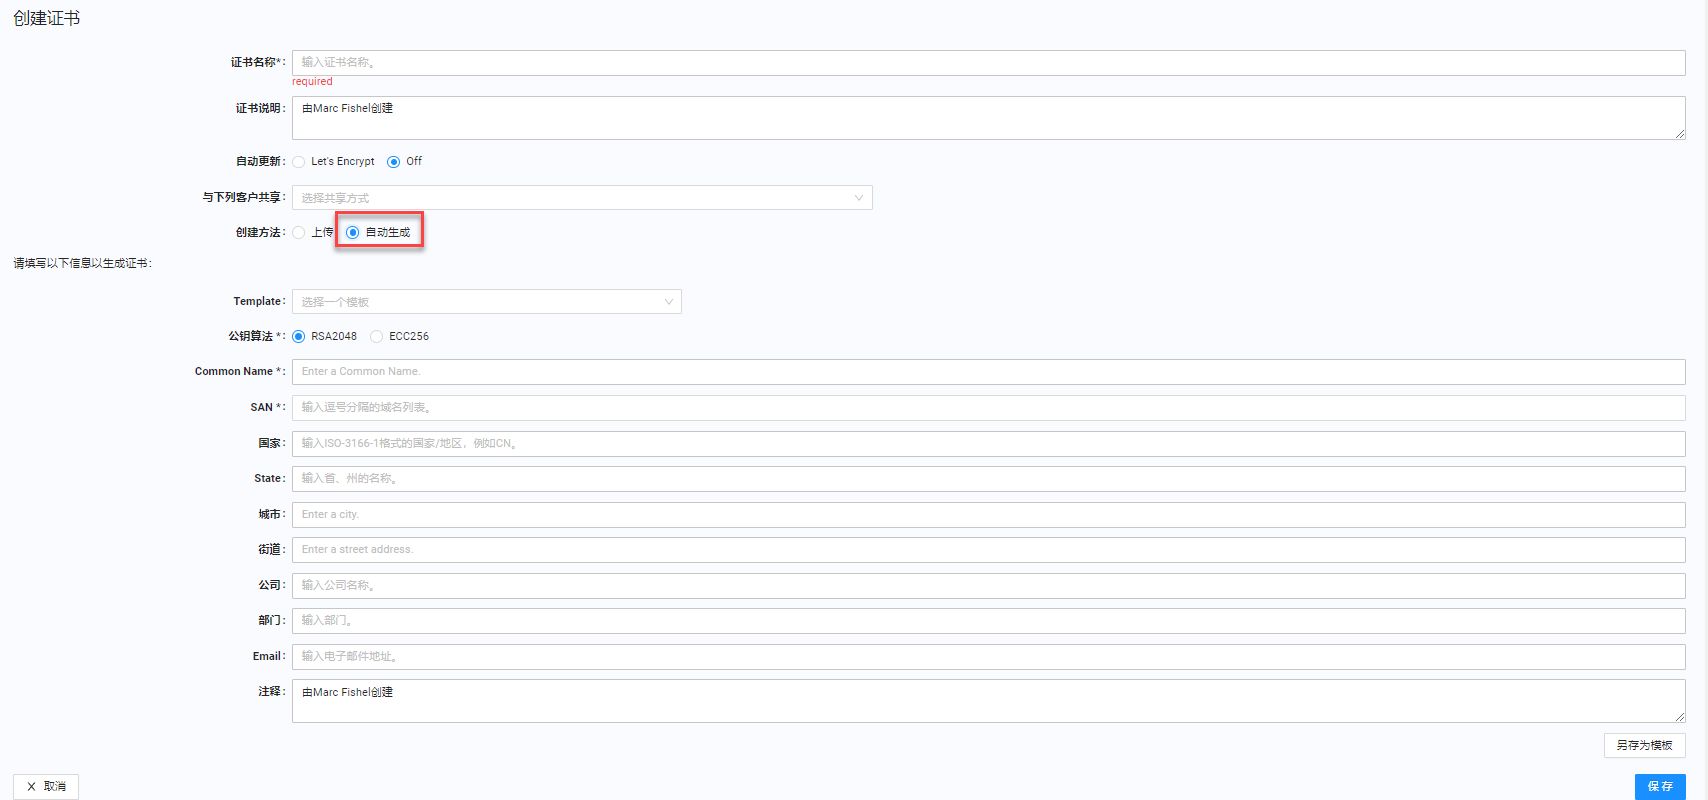 创建证书
证书名称*: 输入证书名称。
required
证书说明: 由Marc Fishel创建
自动更新: Let's Encrypt Off
与下列客户共享: 选择共享方式
创建方法: 上传 自动生成
请填写以下信息以生成证书:
Template: 选择一个模板
公钥算法 *: RSA2048 ECC256
Common Name *: Enter a Common Name.
SAN *: 输入逗号分隔的域名列表。
国家: 输入ISO-3166-1格式的国家/地区，例如CN。
State: 输入省、州的名称。
城市: Enter a city.
街道: Enter a street address.
公司: 输入公司名称。
部门: 输入部门。
Email: 输入电子邮件地址。
注释: 由Marc Fishel创建
另存为模板
取消 保存